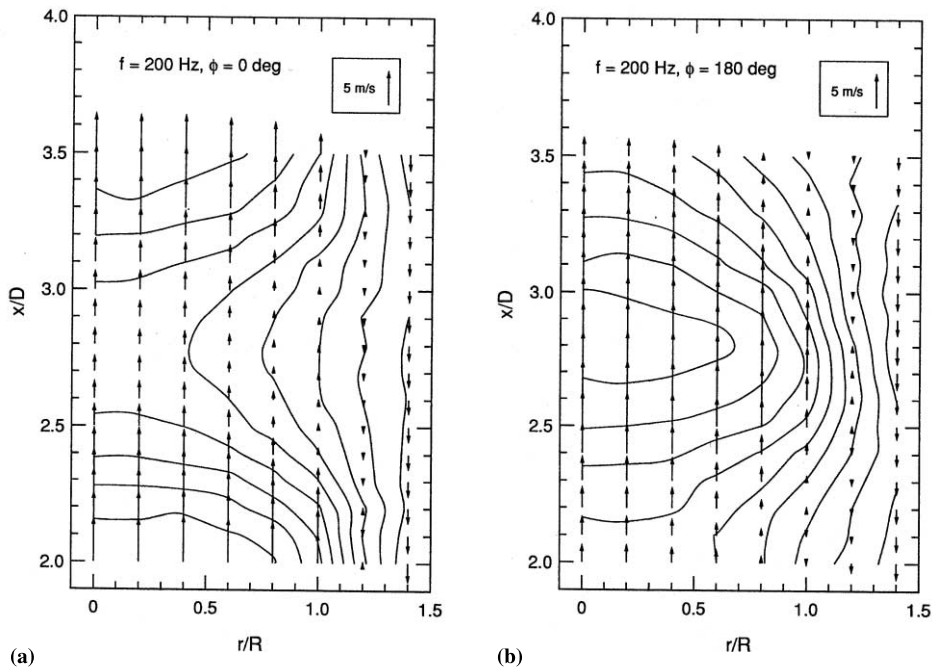 4.0
f = 200 Hz, ϕ = 0 deg
5 m/s
3.5
3.0
x/D
2.5
2.0
0
0.5
1.0
1.5
r/R
(a)
4.0
f = 200 Hz, ϕ = 180 deg
5 m/s
3.5
3.0
x/D
2.5
2.0
0
0.5
1.0
1.5
r/R
(b)